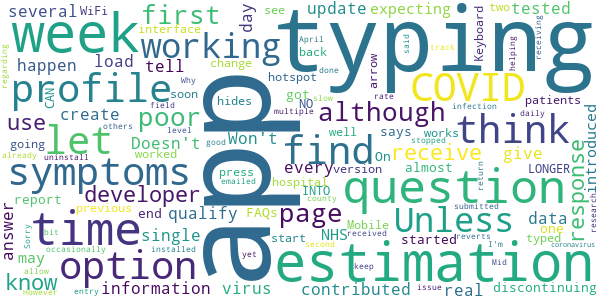 several WiFi
week
first
day
update
see
expecting
tested
two
interface April
working
happen load
tell
change back
hotspot
Keyboard said
helping receiving
typing
COVID
arrow
track
Why
done
patients
profile
CAN
soon
hides
got
NO
multiple rate
infection daily
introduced
regarding
use
create
poor
field
level
Won't
although
think
let
going
others
good
well
says works
stopped
already
uninstall
worked
Doesn't
app
press
emailed
find
On
almost
receive
give
symptoms
hospital
every version
return
response
answer
developer
INTO
county
page
question
LONGER
report
previous
end
qualify
FAQs
Mobile
received
Unless
submitted
reverts
I'm
data
one
research
coronavirus
time
single
start
NHS
started
typed
Sorry
bit
may
occasionally
installed
yet
second
option
estimation
know
allow
however
entry
information
virus
contributed
keep
issue
real
slow
Mid
discontinuing